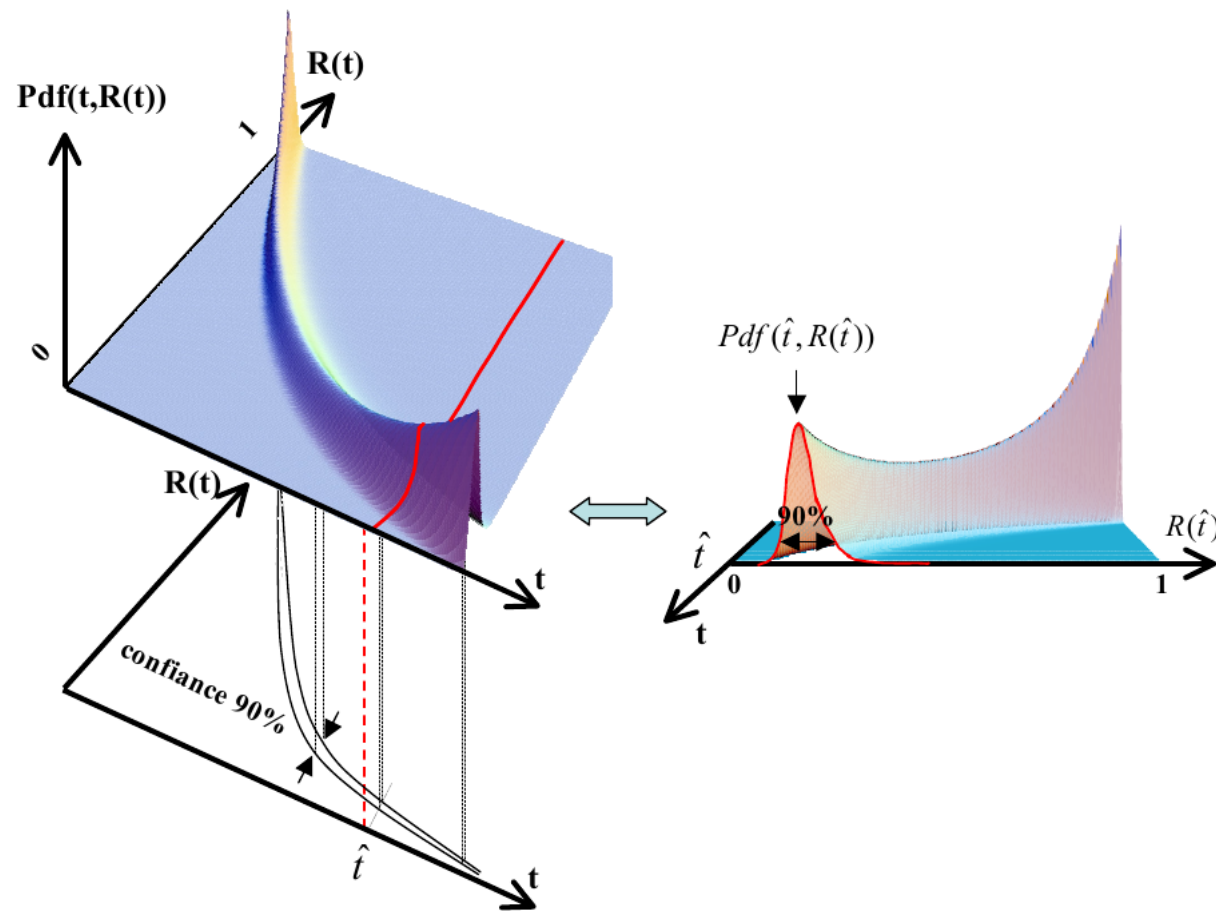 R(t)
Pdf(t,R(t))
1
0
R(t)
t
confiance 90%
t̂
t
Pdf(t̂, R(t̂))
90%
t̂
0
1
R(t̂)
t